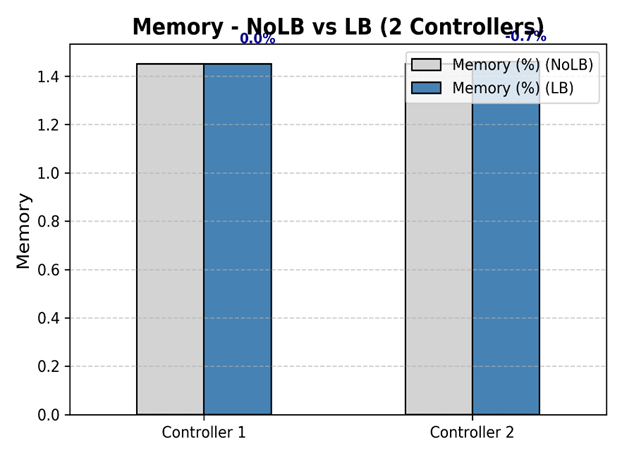 Memory - NoLB vs LB (2 Controllers)
0.0%
-0.7%
Memory (%) (NoLB)
Memory (%) (LB)
Memory
1.4
1.2
1.0
0.8
0.6
0.4
0.2
0.0
Controller 1
Controller 2